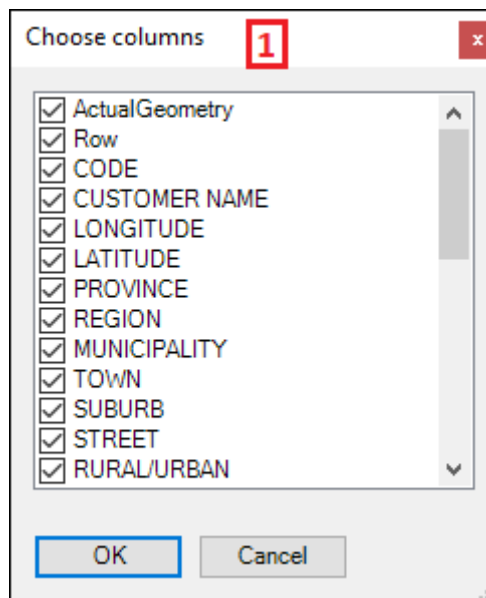 Choose columns
1
x
ActualGeometry
Row
CODE
CUSTOMER NAME
LONGITUDE
LATITUDE
PROVINCE
REGION
MUNICIPALITY
TOWN
SUBURB
STREET
RURAL/URBAN
OK
Cancel